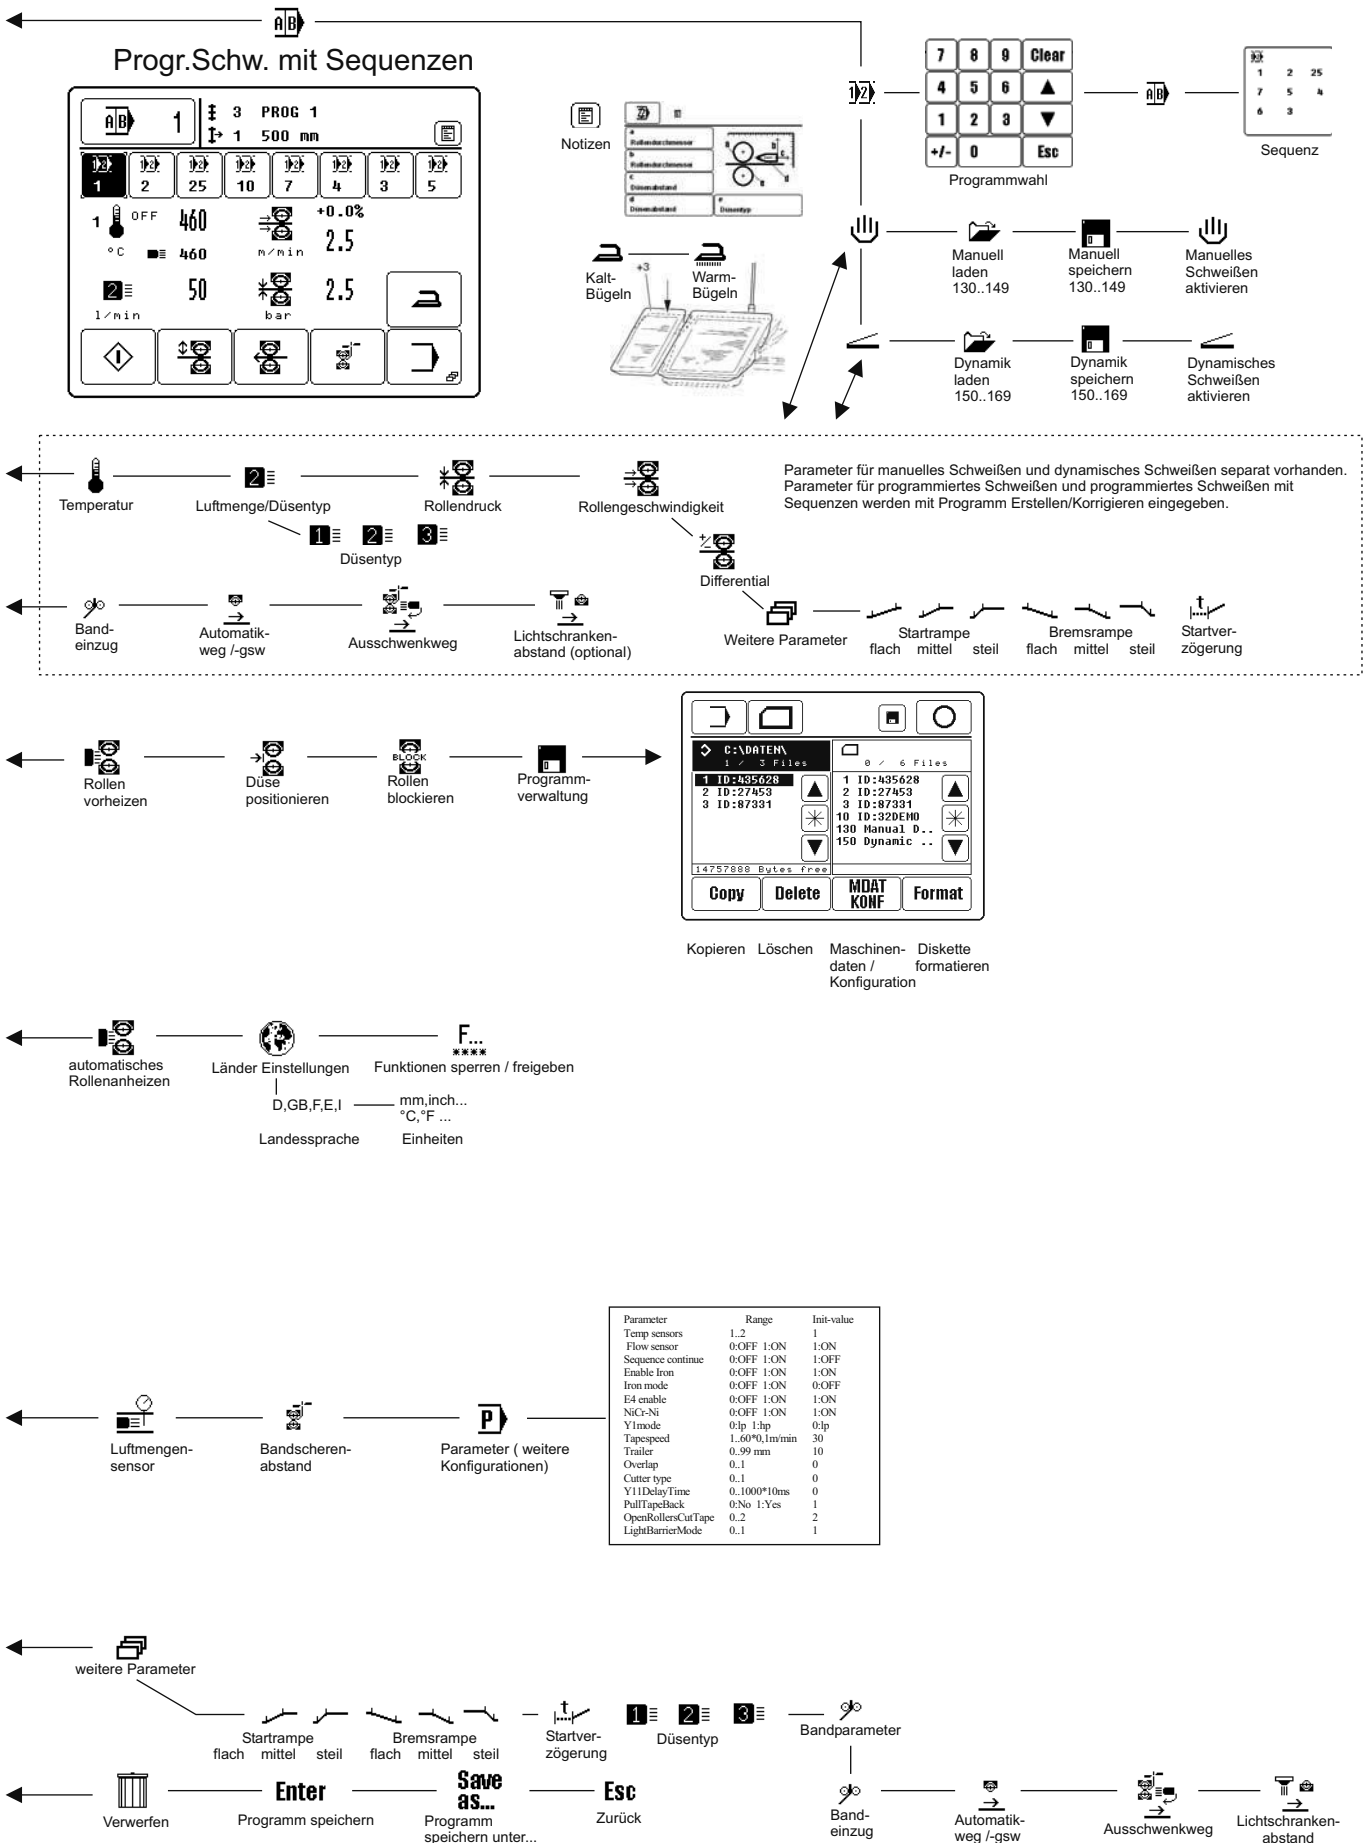 AB
Progr.Schw. mit Sequenzen
AB 1
3 PROG 1
1 500 mm
1 2 25 10 7 4 3 5
1 OFF 460
°C 460
+0.0%
2.5
m/min
2 50
l/min
2.5
bar
Notizen
a
Rollendurchmesser
b
Rollendurchmesser
c
Düsenabstand
d
Düsenabstand
e
Düsentyp
Kalt-
Bügeln
+3
Warm-
Bügeln
7 8 9 Clear
4 5 6
1 2 3
+/- 0 Esc
Programmwahl
AB
1 2 25
7 5 4
6 3
Sequenz
Manuell
laden
130..149
Manuell
speichern
130..149
Manuelles
Schweißen
aktivieren
Dynamik
laden
150..169
Dynamik
speichern
150..169
Dynamisches
Schweißen
aktivieren
Temperatur
Luftmenge/Düsentyp
Rollendruck
Rollengeschwindigkeit
1 2 3
Düsentyp
Differential
Parameter für manuelles Schweißen und dynamisches Schweißen separat vorhanden.
Parameter für programmiertes Schweißen und programmiertes Schweißen mit
Sequenzen werden mit Programm Erstellen/Korrigieren eingegeben.
Band-
einzug
Automatik-
weg /-gsw
Ausschwenkweg
Lichtschranken-
abstand (optional)
Weitere Parameter
Startrampe
flach mittel steil
Bremsrampe
flach mittel steil
t
Startver-
zögerung
Rollen
vorheizen
Düse
positionieren
BLOCK
Rollen
blockieren
Programm-
verwaltung
C:\DATEN\
1 / 3 Files
1 ID:435628
2 ID:27453
3 ID:87331
14757888 Bytes free
0 / 6 Files
1 ID:435628
2 ID:27453
3 ID:87331
10 ID:32DEMO
130 Manual D..
150 Dynamic ..
Copy Delete MDAT KONF Format
Kopieren
Löschen
Maschinen-
daten /
Konfiguration
Diskette
formatieren
automatisches
Rollenanheizen
Länder Einstellungen
F...
****
Funktionen sperren / freigeben
D,GB,F,E,I
mm,inch...
°C,°F ...
Landessprache
Einheiten
Luftmengen-
sensor
Bandscheren-
abstand
P
Parameter ( weitere
Konfigurationen)
Parameter Range Init-value
Temp sensors 1..2 1
Flow sensor 0:OFF 1:ON 1:ON
Sequence continue 0:OFF 1:ON 1:OFF
Enable Iron 0:OFF 1:ON 1:ON
Iron mode 0:OFF 1:ON 0:OFF
E4 enable 0:OFF 1:ON 1:ON
NiCr-Ni 0:OFF 1:ON 1:ON
Y1mode 0:lp 1:hp 0:lp
Tapespeed 1..60*0,1m/min 30
Trailer 0..99 mm 10
Overlap 0..1 0
Cutter type 0..1 0
Y11DelayTime 0..1000*10ms 0
PullTapeBack 0:No 1:Yes 1
OpenRollersCutTape 0..2 2
LightBarrierMode 0..1 1
weitere Parameter
Startrampe
flach mittel steil
Bremsrampe
flach mittel steil
t
Startver-
zögerung
1 2 3
Düsentyp
Bandparameter
Verwerfen
Enter
Programm speichern
Save
as...
Programm
speichern unter...
Esc
Zurück
Band-
einzug
Automatik-
weg /-gsw
Ausschwenkweg
Lichtschranken-
abstand